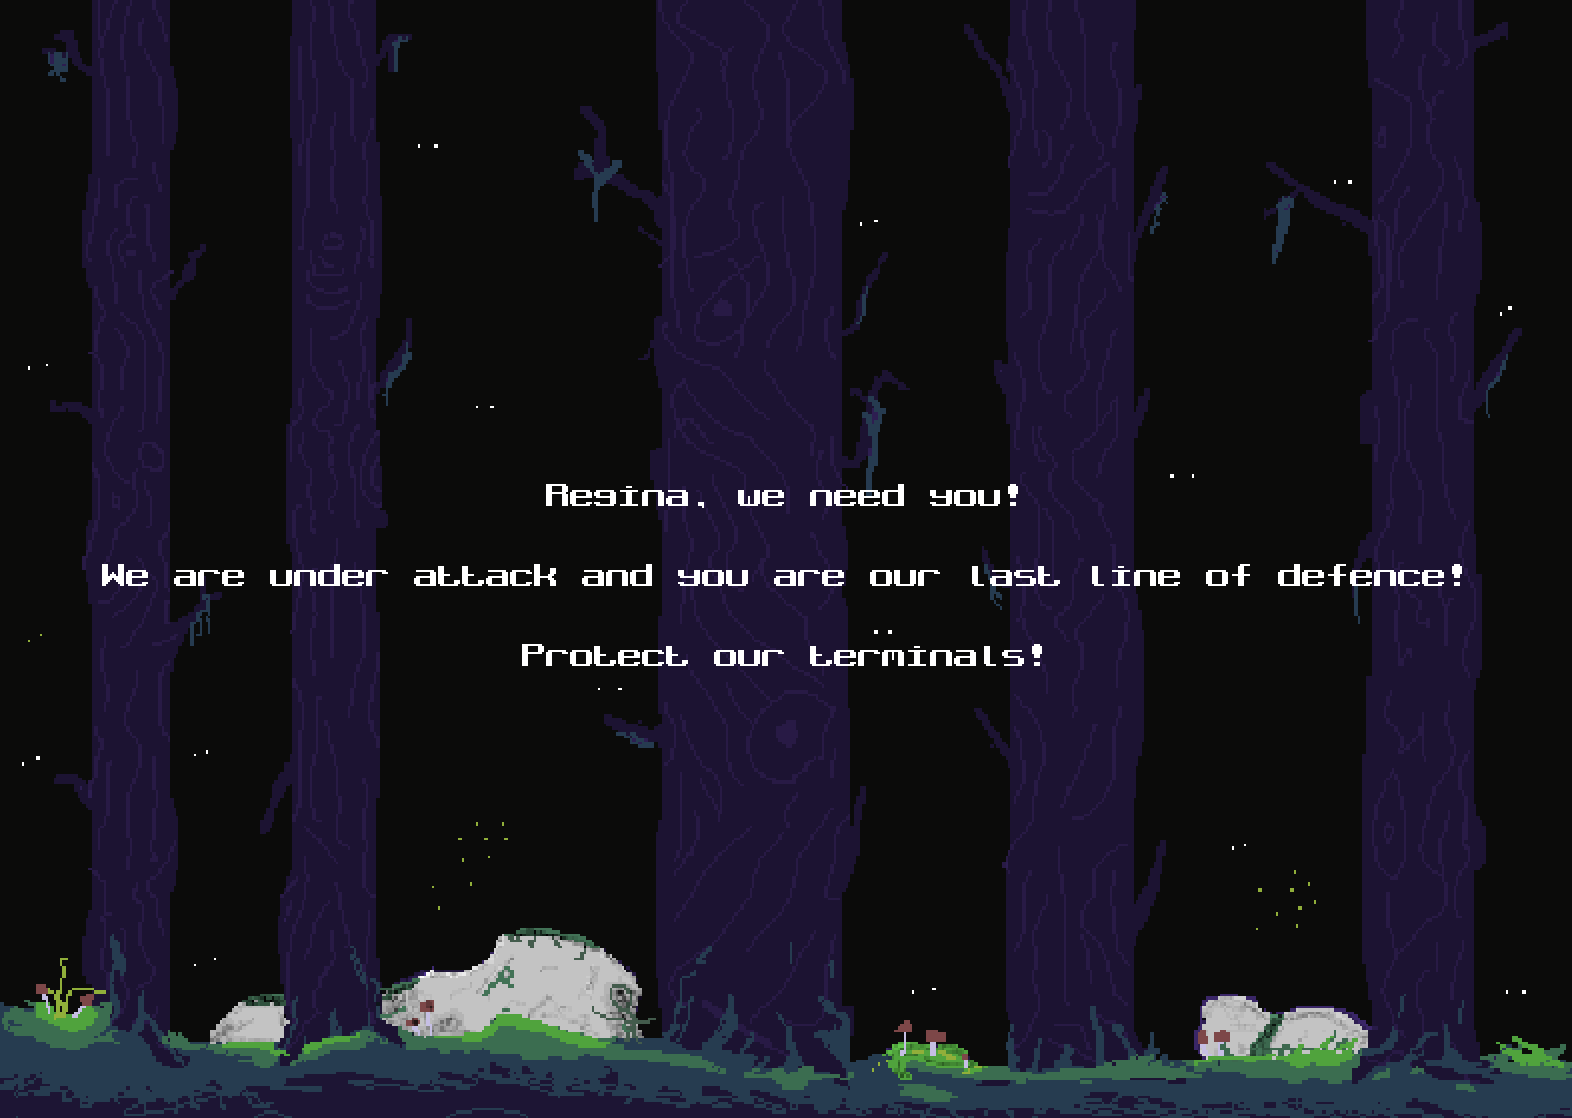 Regina, we need you!
We are under attack and you are our last line of defence!
Protect our terminals!